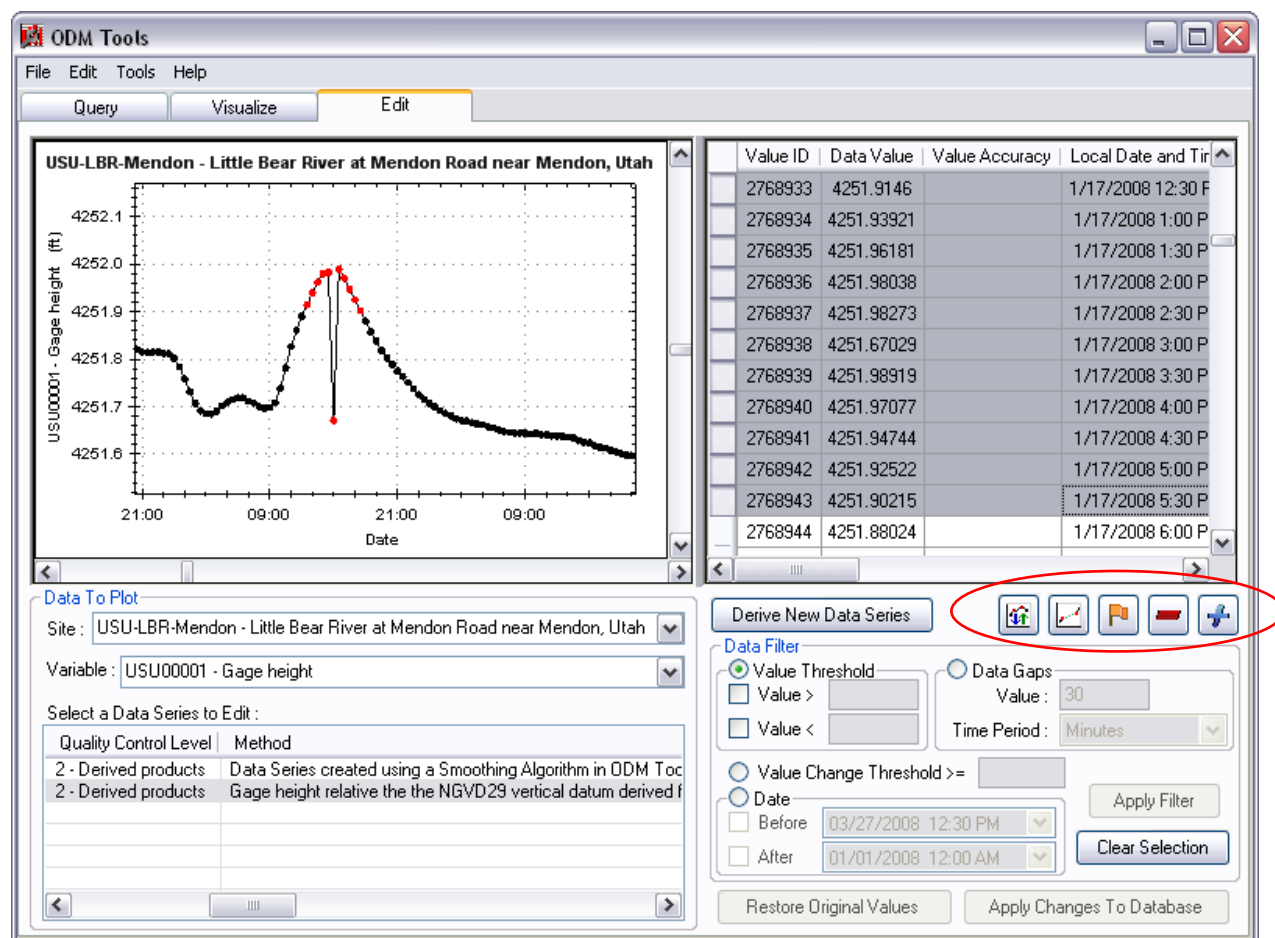 ODM Tools
File Edit Tools Help
Query Visualize Edit
USU-LBR-Mendon - Little Bear River at Mendon Road near Mendon, Utah
USU00001 - Gage height (ft)
4252.1
4252.0
4251.9
4251.8
4251.7
4251.6
21:00 09:00 21:00 09:00
Date
Value ID Data Value Value Accuracy Local Date and Tir
2768933 4251.9146 1/17/2008 12:30 P
2768934 4251.93921 1/17/2008 1:00 P
2768935 4251.96181 1/17/2008 1:30 P
2768936 4251.98038 1/17/2008 2:00 P
2768937 4251.98273 1/17/2008 2:30 P
2768938 4251.67029 1/17/2008 3:00 P
2768939 4251.98919 1/17/2008 3:30 P
2768940 4251.97077 1/17/2008 4:00 P
2768941 4251.94744 1/17/2008 4:30 P
2768942 4251.92522 1/17/2008 5:00 P
2768943 4251.90215 1/17/2008 5:30 P
2768944 4251.88024 1/17/2008 6:00 P
Data To Plot
Site : USU-LBR-Mendon - Little Bear River at Mendon Road near Mendon, Utah
Variable : USU00001 - Gage height
Select a Data Series to Edit :
Quality Control Level Method
2 - Derived products Data Series created using a Smoothing Algorithm in ODM Toc
2 - Derived products Gage height relative the the NGVD29 vertical datum derived f
Derive New Data Series
Data Filter
Value Threshold
Value >
Value <
Data Gaps
Value : 30
Time Period : Minutes
Value Change Threshold >=
Date
Before 03/27/2008 12:30 PM
After 01/01/2008 12:00 AM
Apply Filter
Clear Selection
Restore Original Values
Apply Changes To Database